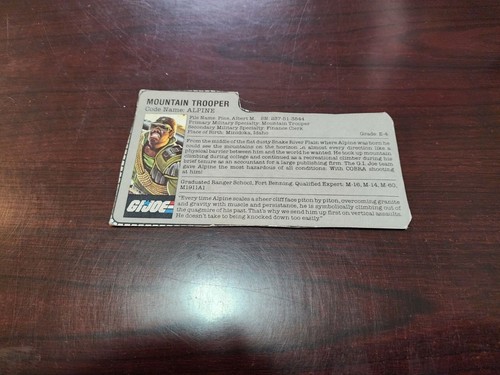 MOUNTAIN TROOPER
Code Name: ALPINE
File Name: Pine, Albert M. SN: RA
Primary Military Specialty: Mountain Trooper
Secondary Military Specialty: Finance Clerk
Place of Birth: Minidoka, Idaho Grade: E-4
From the middle of the flat dusty Snake River Plain where Alpine was born he
could see the mountains on the horizon in almost every direction like a
physical barrier between him and the world he wanted. He took up mountain
climbing during college and continued as a recreational climber during his
brief tenure as an accountant for a large publishing firm. The G.I. Joe team
gave Alpine the most hazardous of all conditions: With COBRA shooting
at him!
Graduated: Ranger School, Fort Benning. Qualified Expert: M-16, M-14, M-60,
M1911A1
"Every time Alpine scales a sheer cliff face piton by piton, overcoming granite
and gravity with muscle and persistence, he is symbolically climbing out of
the quagmire of his past. That's why we send him up first on vertical assaults.
He doesn't take to being knocked down too easily."
GI JOE